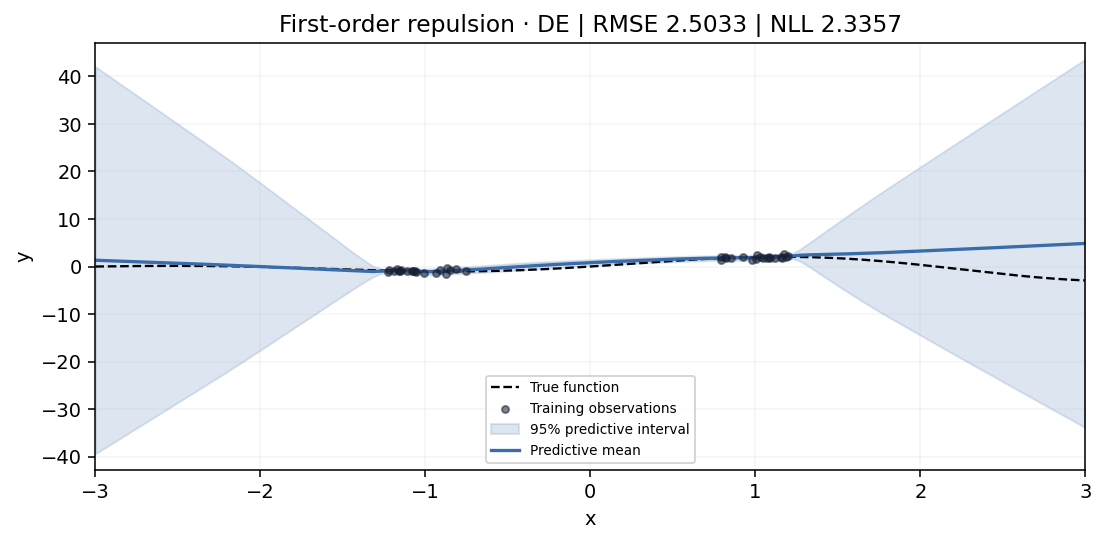 First-order repulsion · DE | RMSE 2.5033 | NLL 2.3357
y
40
30
20
10
0
−10
−20
−30
−40
True function
Training observations
95% predictive interval
Predictive mean
−3 −2 −1 0 1 2 3
x